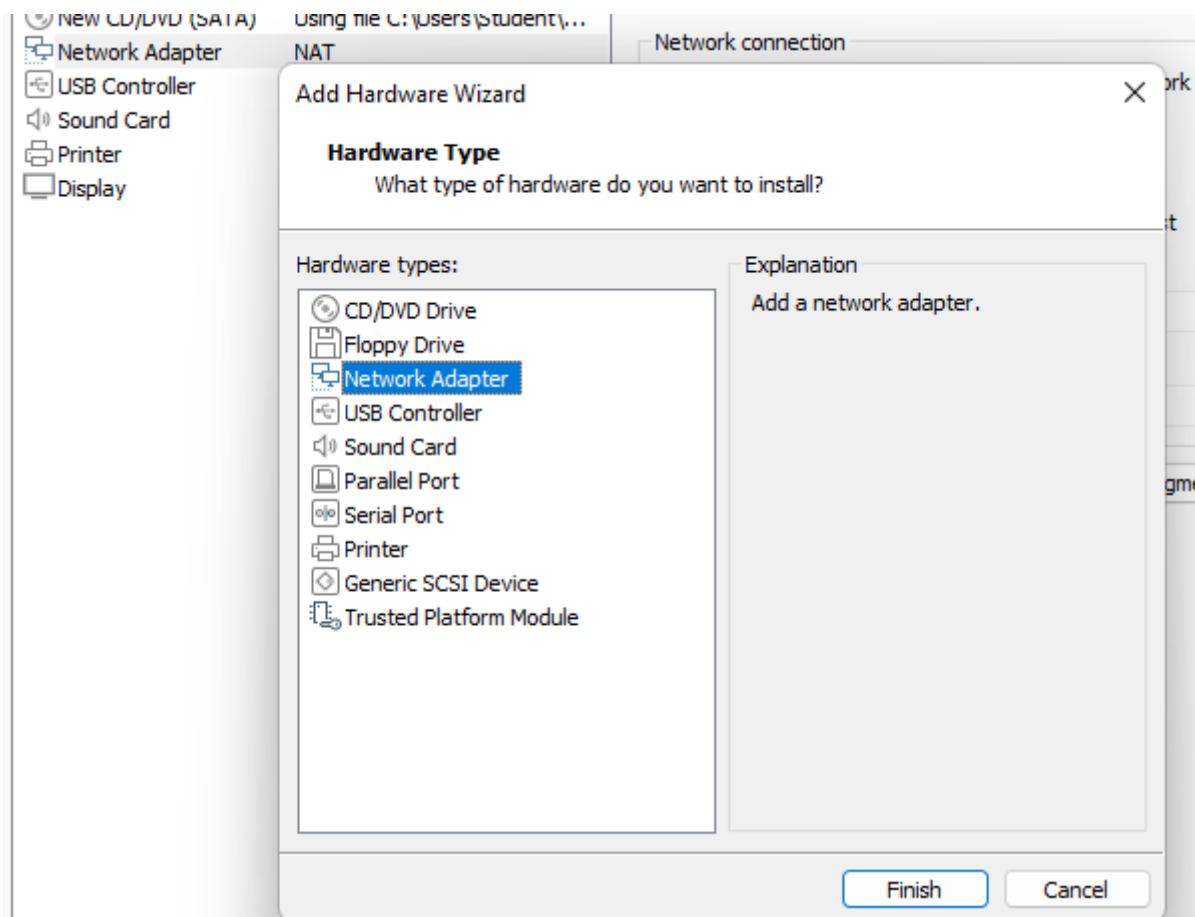 New CD/DVD (SATA) Using file C:\Users\Student\...
Network Adapter NAT
USB Controller
Sound Card
Printer
Display
Network connection
Add Hardware Wizard
Hardware Type
What type of hardware do you want to install?
Hardware types:
CD/DVD Drive
Floppy Drive
Network Adapter
USB Controller
Sound Card
Parallel Port
Serial Port
Printer
Generic SCSI Device
Trusted Platform Module
Explanation
Add a network adapter.
Finish Cancel